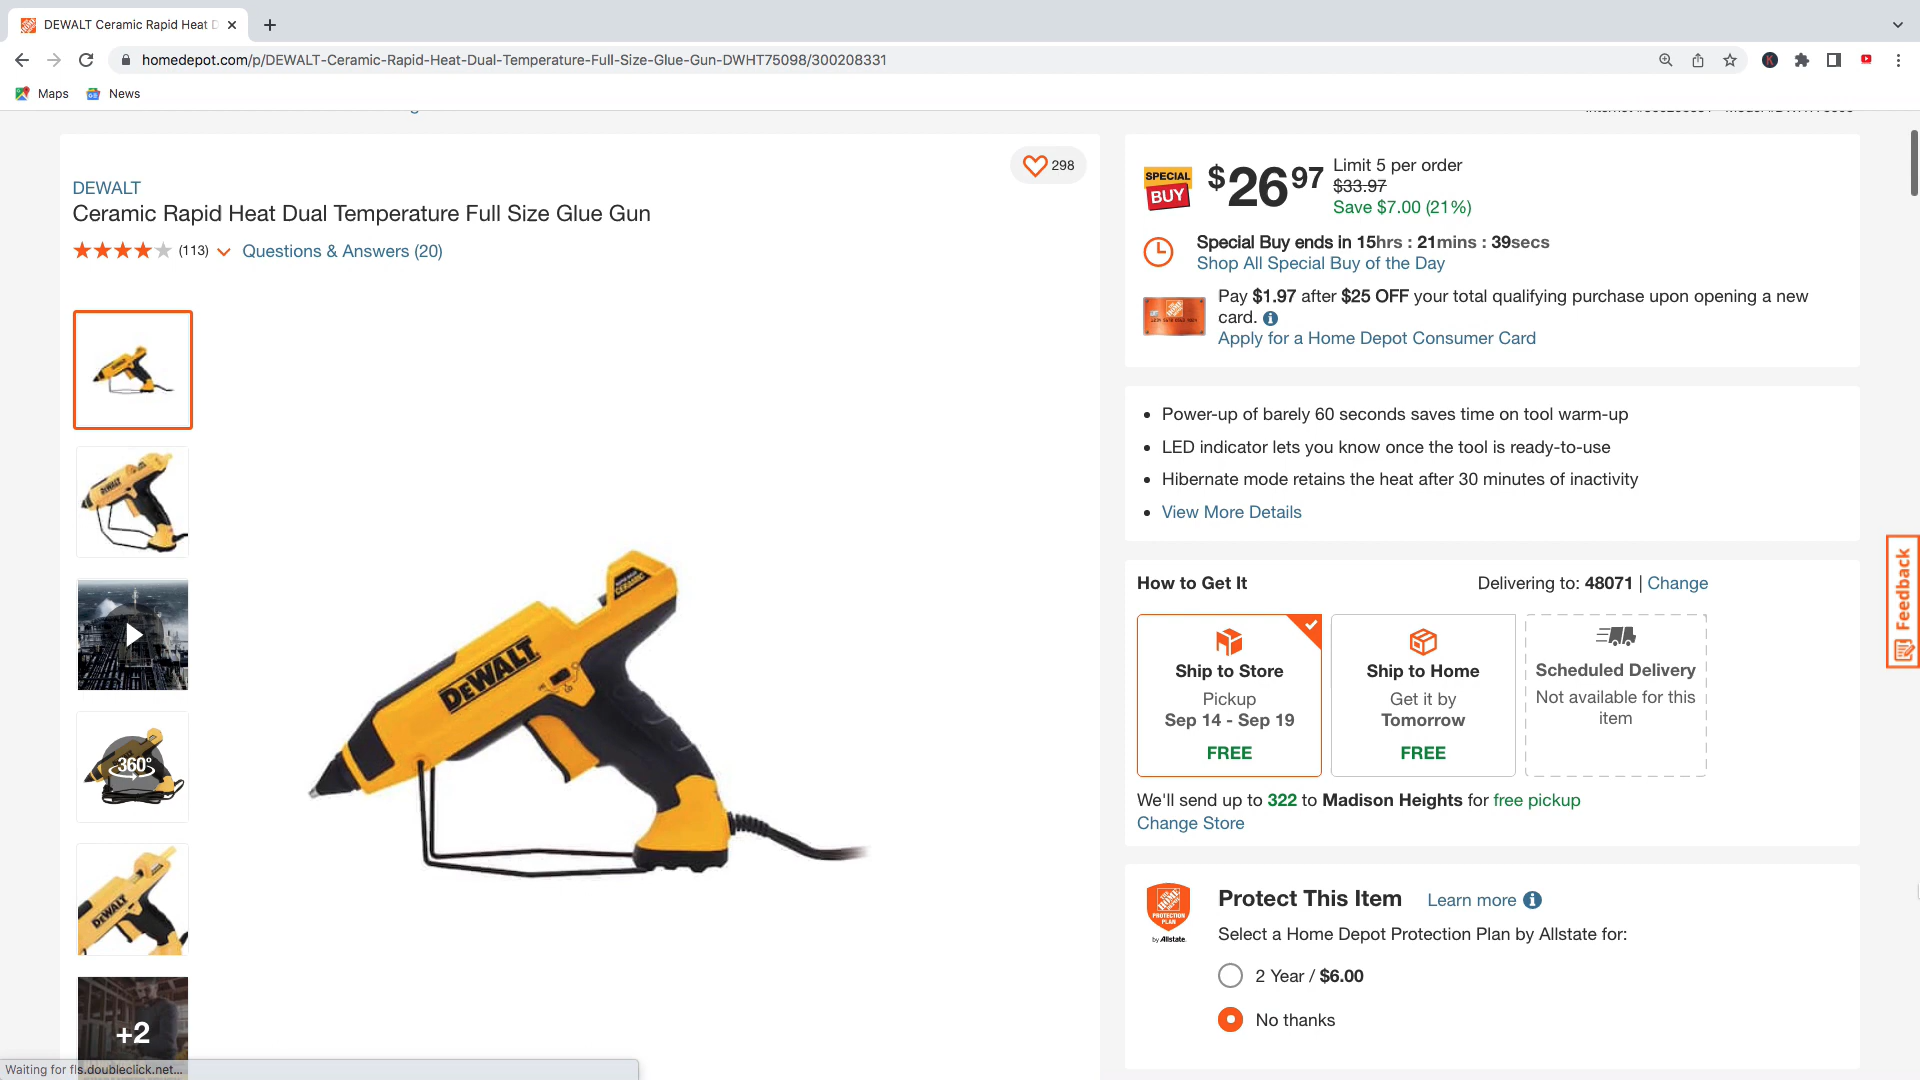 DEWALT Ceramic Rapid Heat D
homedepot.com/p/DEWALT-Ceramic-Rapid-Heat-Dual-Temperature-Full-Size-Glue-Gun-DWHT75098/300208331
K
Maps
News
298
DEWALT
Ceramic Rapid Heat Dual Temperature Full Size Glue Gun
(113)
Questions & Answers (20)
DEWALT
360°
DEWALT
+2
DEWALT
CERAMIC
HI
LO
SPECIAL
BUY
$26 97
Limit 5 per order
$33.97
Save $7.00 (21%)
Special Buy ends in 15hrs : 21mins : 39secs
Shop All Special Buy of the Day
Pay $1.97 after $25 OFF your total qualifying purchase upon opening a new
card.
Apply for a Home Depot Consumer Card
Power-up of barely 60 seconds saves time on tool warm-up
LED indicator lets you know once the tool is ready-to-use
Hibernate mode retains the heat after 30 minutes of inactivity
View More Details
How to Get It
Delivering to: 48071 | Change
Ship to Store
Pickup
Sep 14 - Sep 19
FREE
Ship to Home
Get it by
Tomorrow
FREE
Scheduled Delivery
Not available for this
item
We'll send up to 322 to Madison Heights for free pickup
Change Store
PROTECTION
PLAN
by Allstate.
Protect This Item
Learn more
Select a Home Depot Protection Plan by Allstate for:
2 Year / $6.00
No thanks
Feedback
Waiting for fls.doubleclick.net...